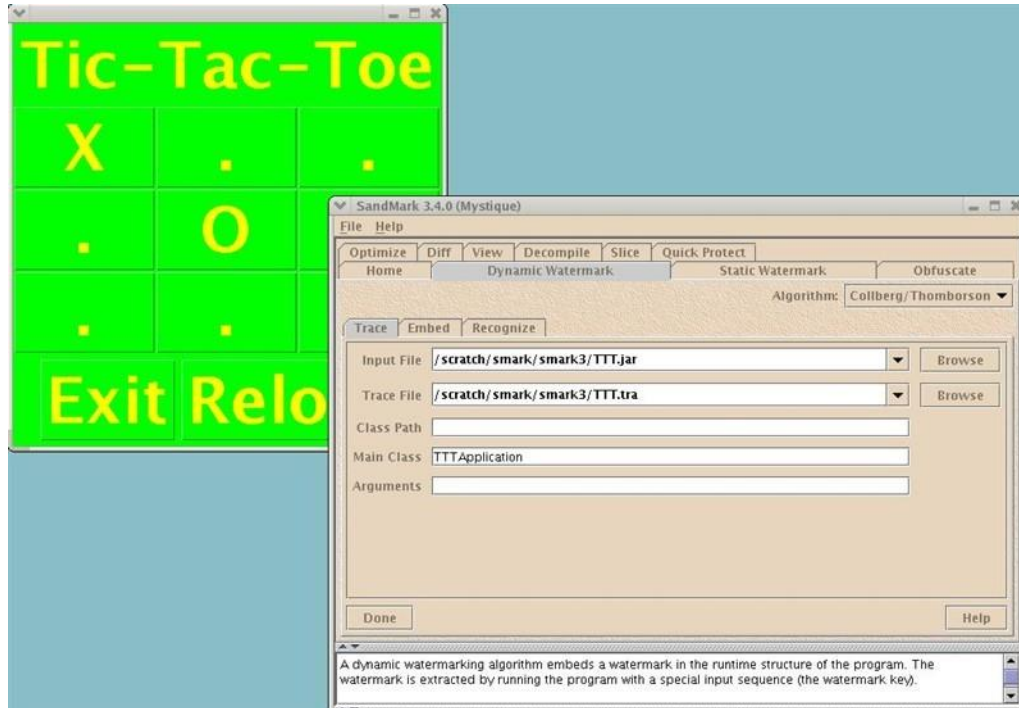 Tic-Tac-Toe
X . .
. O
. .
Exit Relo
SandMark 3.4.0 (Mystique)
File Help
Optimize Diff View Decompile Slice Quick Protect
Home Dynamic Watermark Static Watermark Obfuscate
Algorithm: Collberg/Thomborson
Trace Embed Recognize
Input File /scratch/smark/smark3/TTT.jar Browse
Trace File /scratch/smark/smark3/TTT.tra Browse
Class Path
Main Class TTTApplication
Arguments
Done Help
A dynamic watermarking algorithm embeds a watermark in the runtime structure of the program. The
watermark is extracted by running the program with a special input sequence (the watermark key).